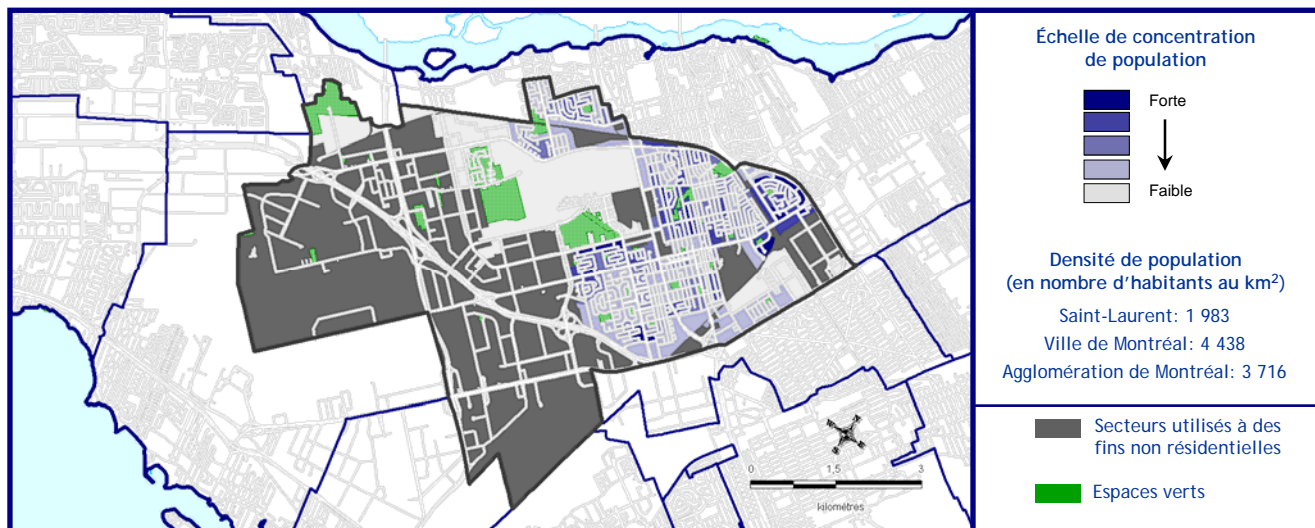 Échelle de concentration
de population
Forte
Faible
Densité de population
(en nombre d'habitants au km²)
Saint-Laurent: 1 983
Ville de Montréal: 4 438
Agglomération de Montréal: 3 716
Secteurs utilisés à des
fins non résidentielles
Espaces verts
0 1,5 3
kilomètres